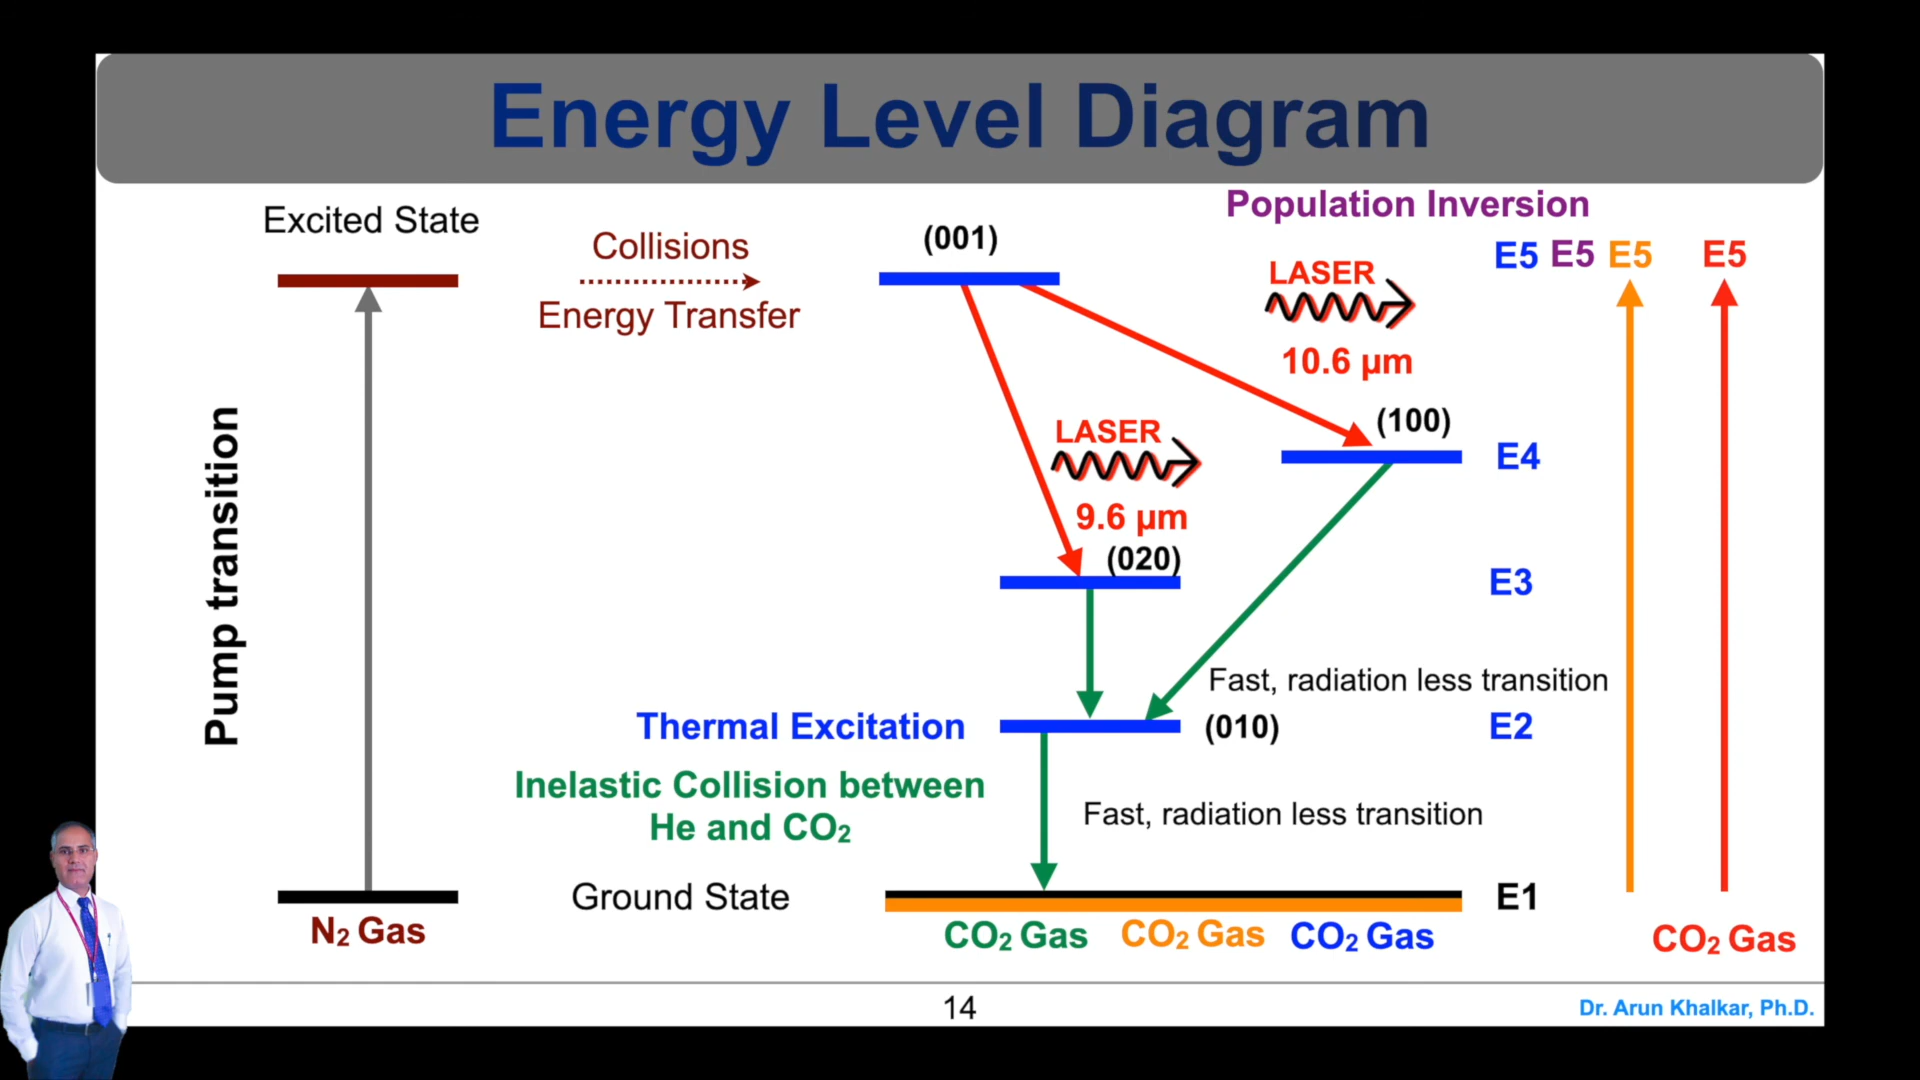 Energy Level Diagram
Population Inversion
Excited State
Collisions
Energy Transfer
(001)
LASER
10.6 µm
E5 E5 E5 E5
(100)
E4
LASER
9.6 µm
(020)
E3
Pump transition
Fast, radiation less transition
Thermal Excitation
(010)
E2
Inelastic Collision between
He and CO₂
Fast, radiation less transition
Ground State
E1
N₂ Gas
CO₂ Gas CO₂ Gas CO₂ Gas
CO₂ Gas
14
Dr. Arun Khalkar, Ph.D.